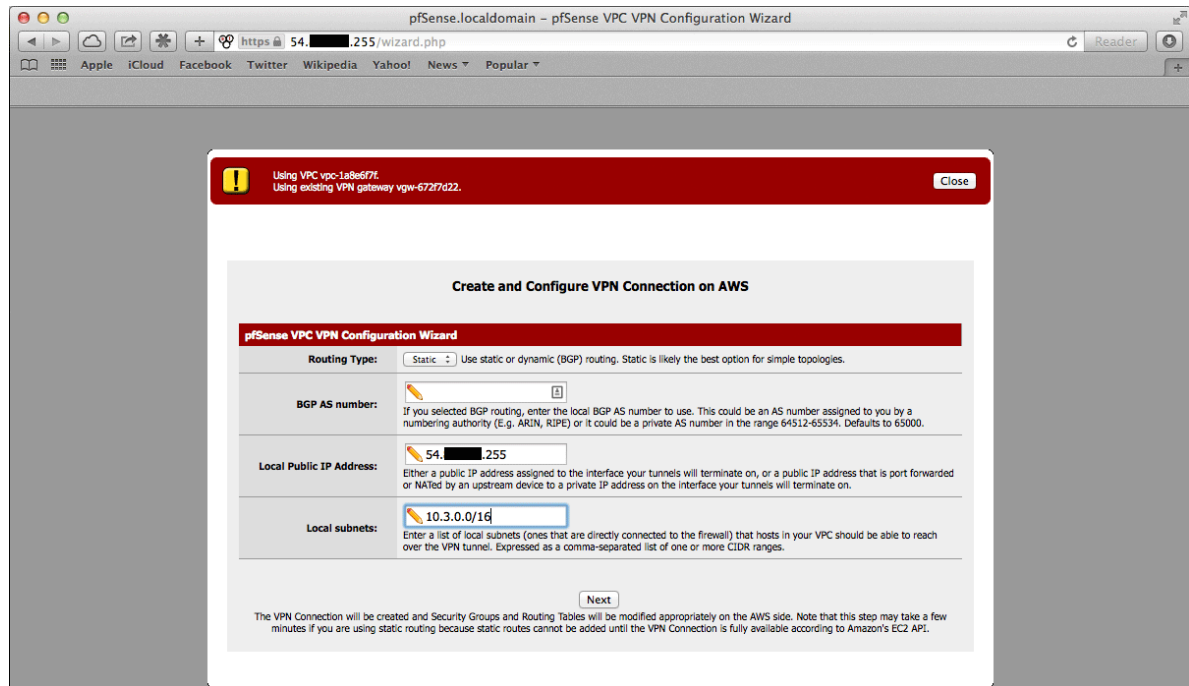 pfSense.localdomain – pfSense VPC VPN Configuration Wizard
https 54. .255/wizard.php
Reader
Apple iCloud Facebook Twitter Wikipedia Yahoo! News Popular
Using VPC vpc-1a8e6f7f.
Using existing VPN gateway vgw-672f7d22.
Close
Create and Configure VPN Connection on AWS
pfSense VPC VPN Configuration Wizard
Routing Type: Static Use static or dynamic (BGP) routing. Static is likely the best option for simple topologies.
BGP AS number:
If you selected BGP routing, enter the local BGP AS number to use. This could be an AS number assigned to you by a
numbering authority (E.g. ARIN, RIPE) or it could be a private AS number in the range 64512-65534. Defaults to 65000.
Local Public IP Address: 54. .255
Either a public IP address assigned to the interface your tunnels will terminate on, or a public IP address that is port forwarded
or NATed by an upstream device to a private IP address on the interface your tunnels will terminate on.
Local subnets: 10.3.0.0/16
Enter a list of local subnets (ones that are directly connected to the firewall) that hosts in your VPC should be able to reach
over the VPN tunnel. Expressed as a comma-separated list of one or more CIDR ranges.
Next
The VPN Connection will be created and Security Groups and Routing Tables will be modified appropriately on the AWS side. Note that this step may take a few
minutes if you are using static routing because static routes cannot be added until the VPN Connection is fully available according to Amazon's EC2 API.